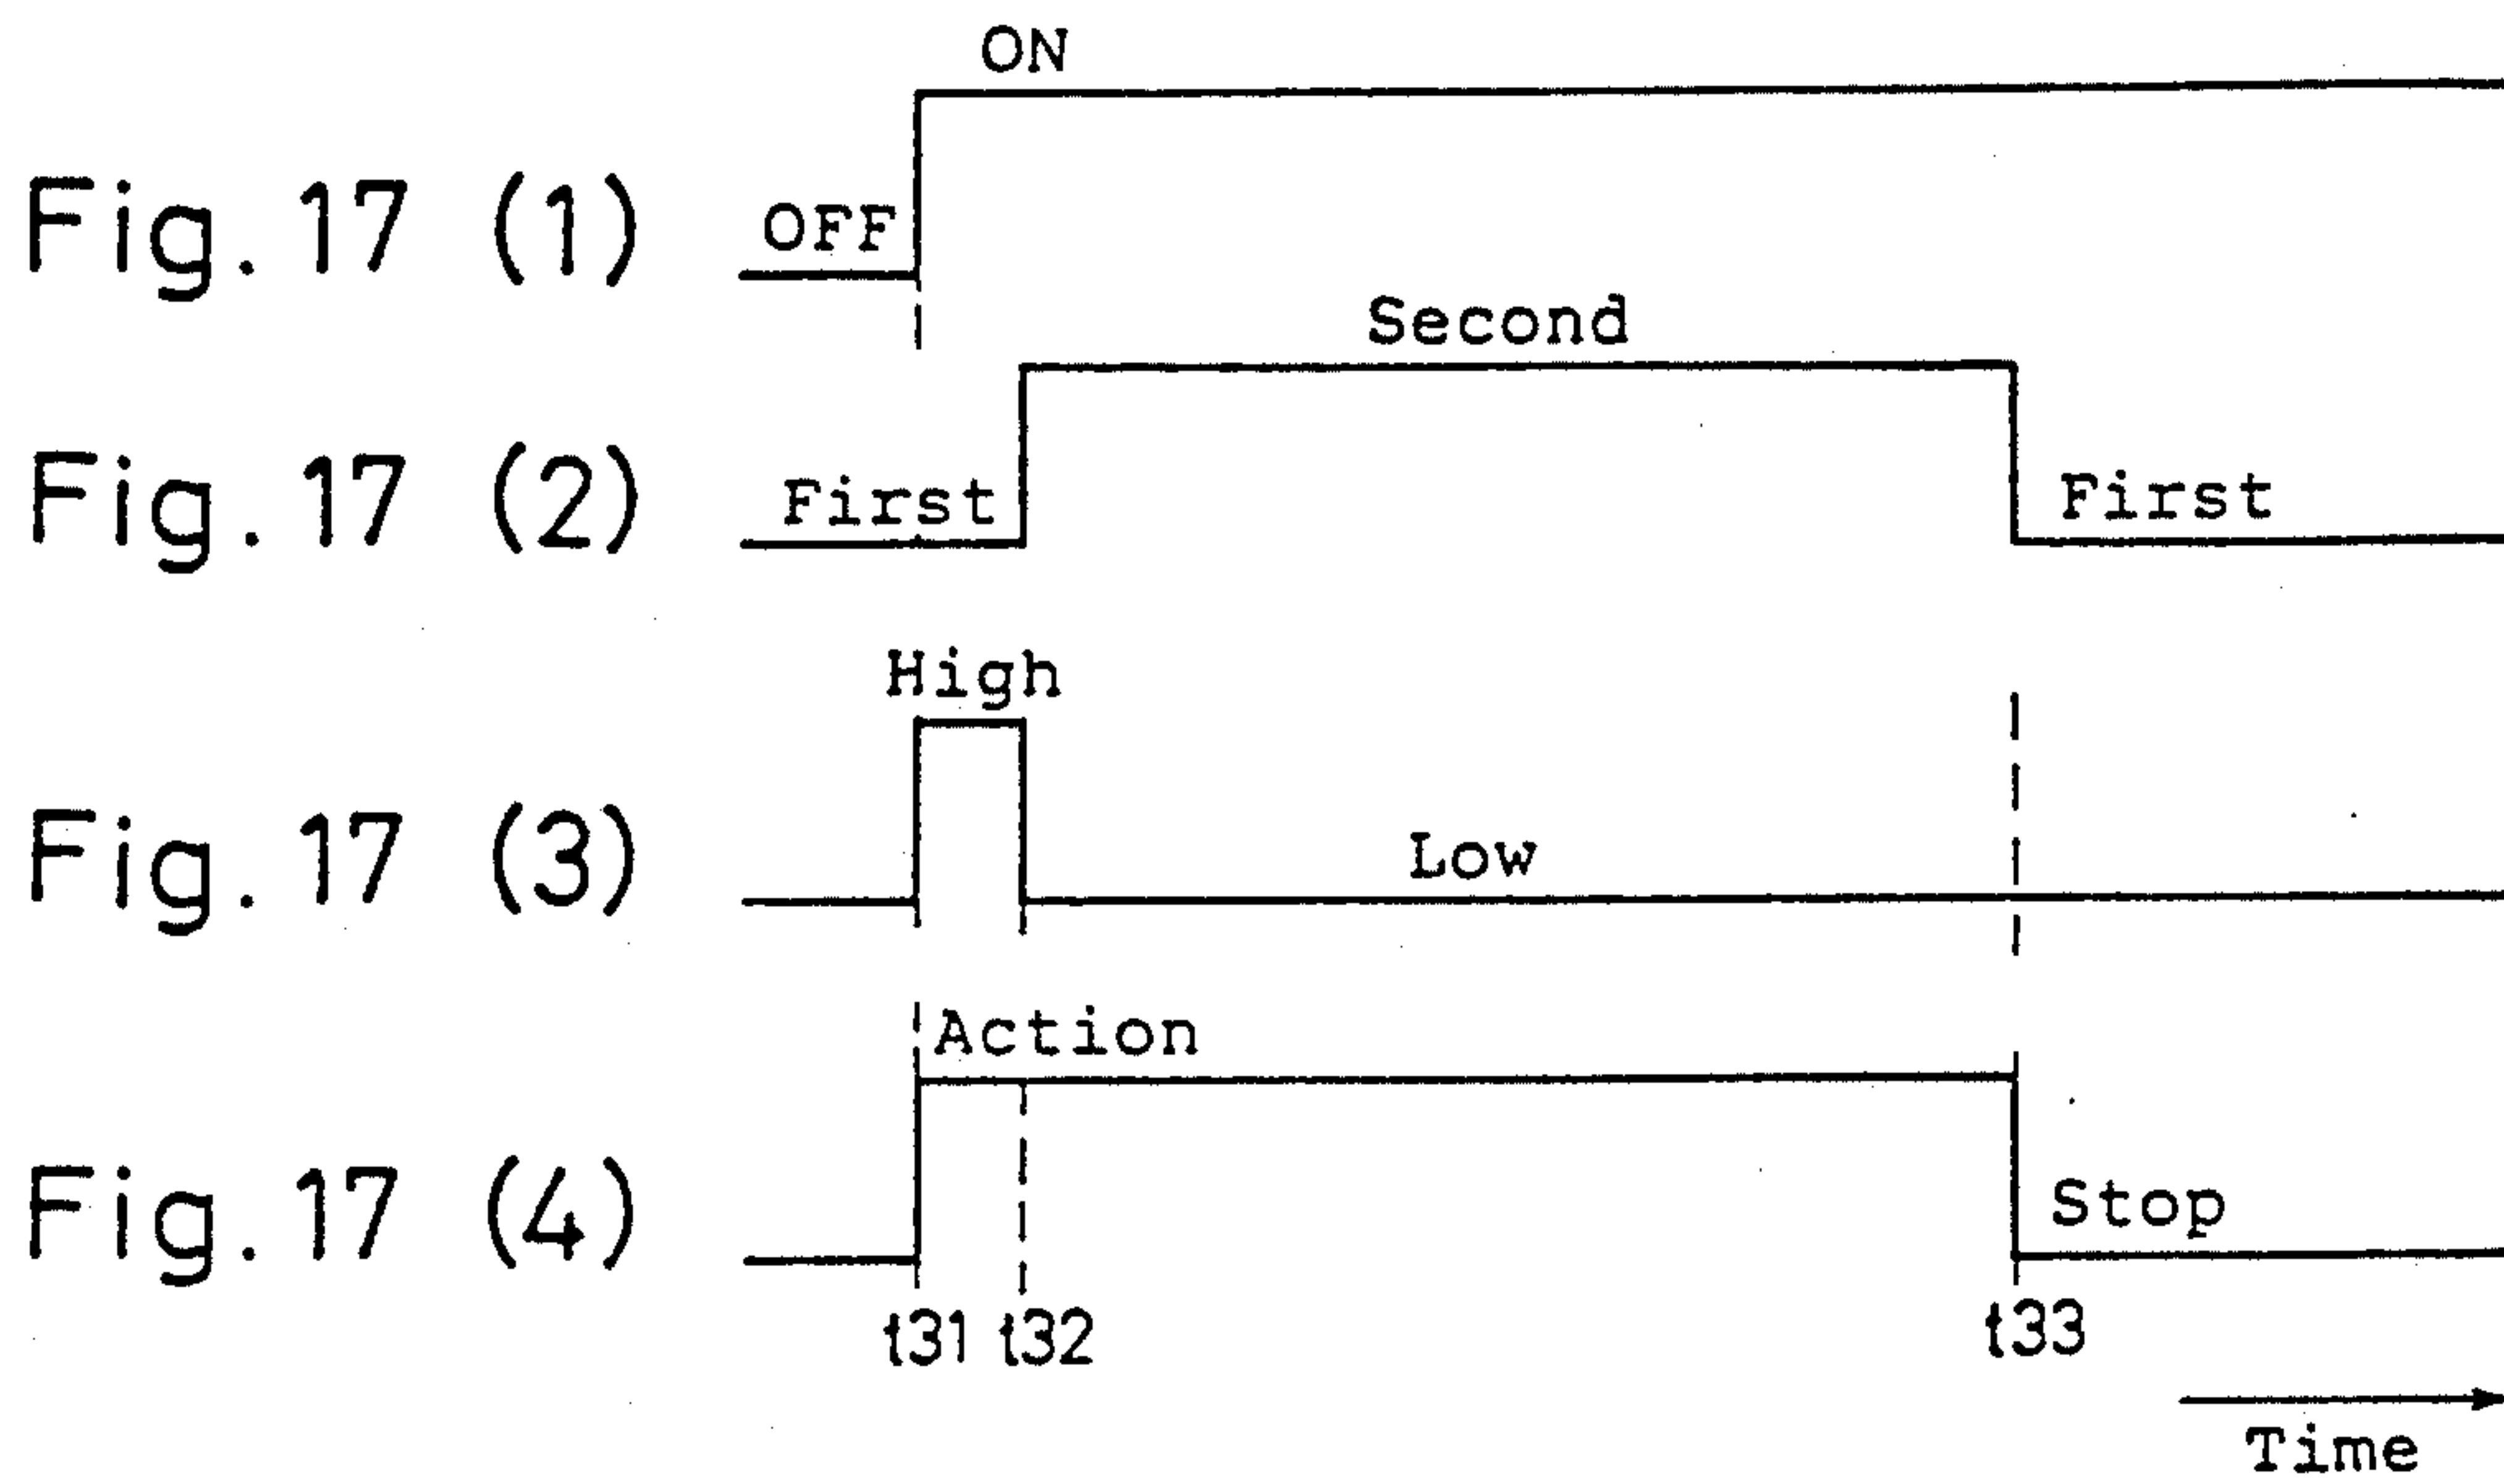 ON
Fig. 17 (1)
OFF
Second
Fig. 17 (2)
First
First
High
Fig. 17 (3)
Low
Action
Fig. 17 (4)
Stop
t31 t32 t33
Time